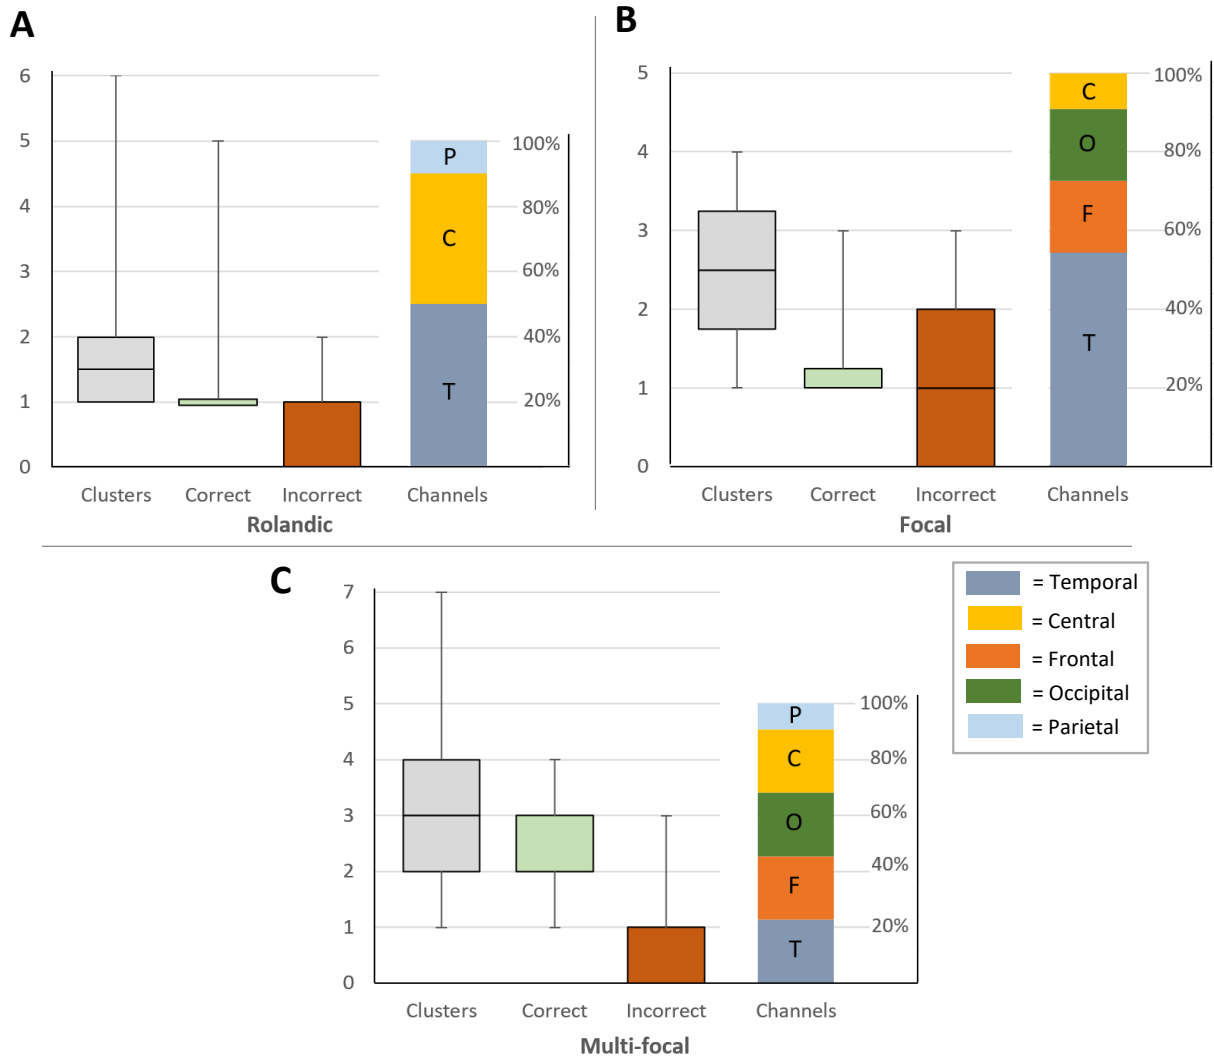 A
6
5
4
3
2
1
0
100%
80%
60%
40%
20%
P
C
T
Clusters Correct Incorrect Channels
Rolandic
B
5
4
3
2
1
0
100%
80%
60%
40%
20%
C
O
F
T
Clusters Correct Incorrect Channels
Focal
C
7
6
5
4
3
2
1
0
100%
80%
60%
40%
20%
P
C
O
F
T
Clusters Correct Incorrect Channels
Multi-focal
= Temporal
= Central
= Frontal
= Occipital
= Parietal